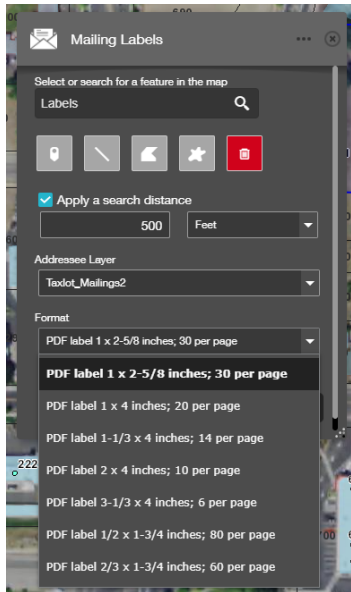 690
Mailing Labels
Select or search for a feature in the map
Labels
Apply a search distance
500 Feet
Addressee Layer
Taxlot_Mailings2
Format
PDF label 1 x 2-5/8 inches; 30 per page
PDF label 1 x 2-5/8 inches; 30 per page
PDF label 1 x 4 inches; 20 per page
PDF label 1-1/3 x 4 inches; 14 per page
PDF label 2 x 4 inches; 10 per page
222
PDF label 3-1/3 x 4 inches; 6 per page
PDF label 1/2 x 1-3/4 inches; 80 per page
PDF label 2/3 x 1-3/4 inches; 60 per page